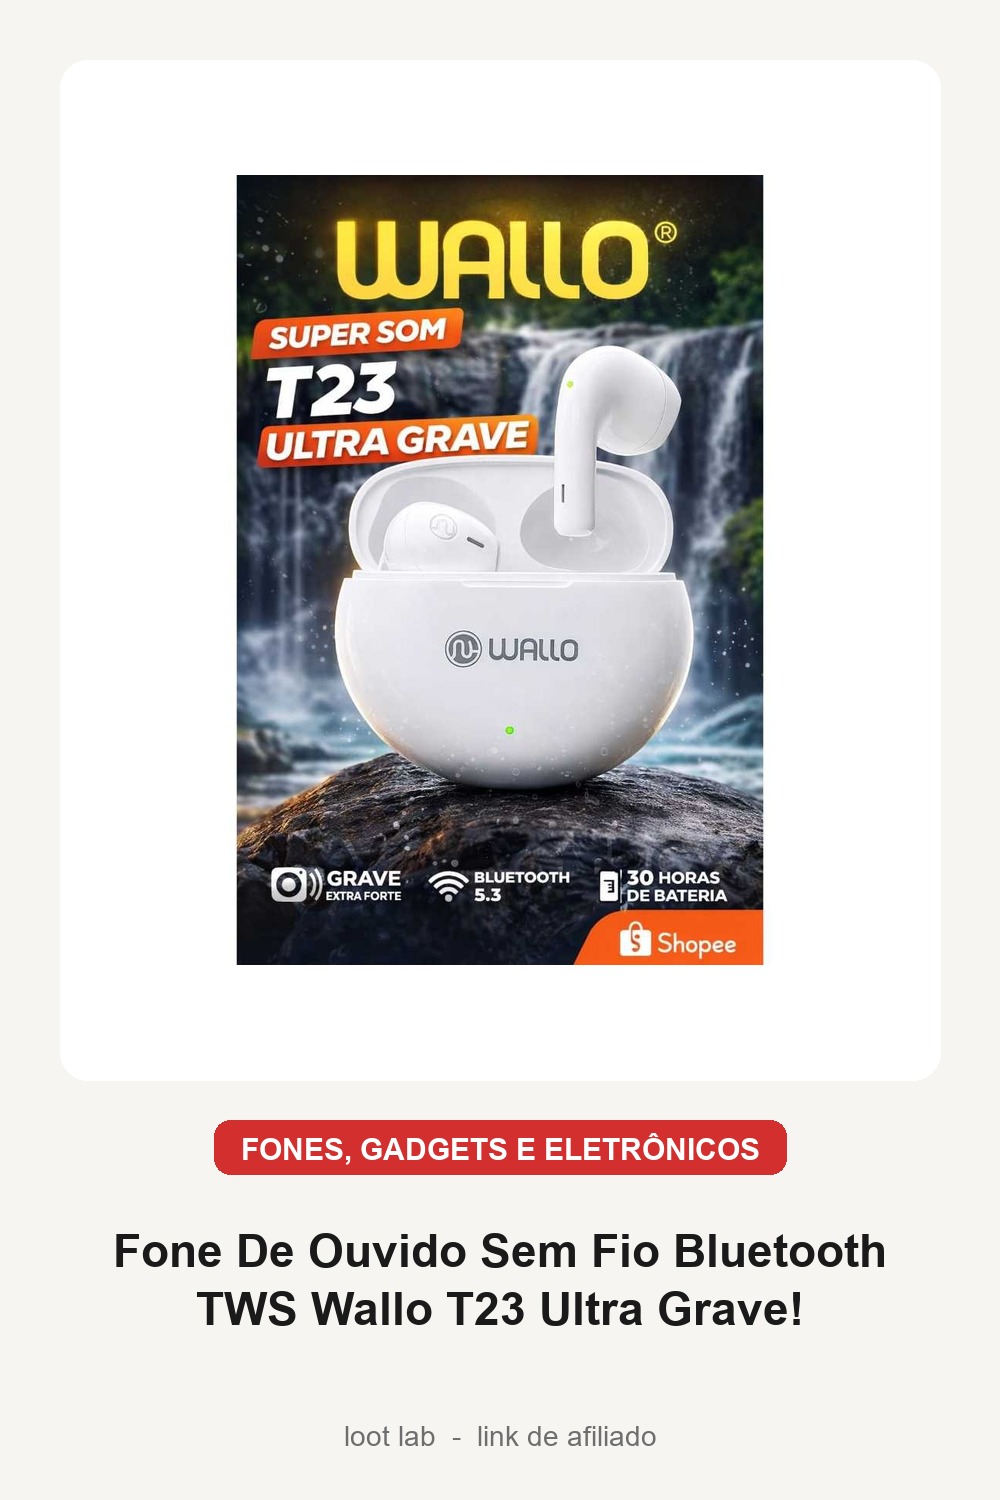 WALLO®
SUPER SOM
T23
ULTRA GRAVE
WALLO
GRAVE
EXTRA FORTE
BLUETOOTH
5.3
30 HORAS
DE BATERIA
Shopee
FONES, GADGETS E ELETRÔNICOS
Fone De Ouvido Sem Fio Bluetooth
TWS Wallo T23 Ultra Grave!
loot lab - link de afiliado